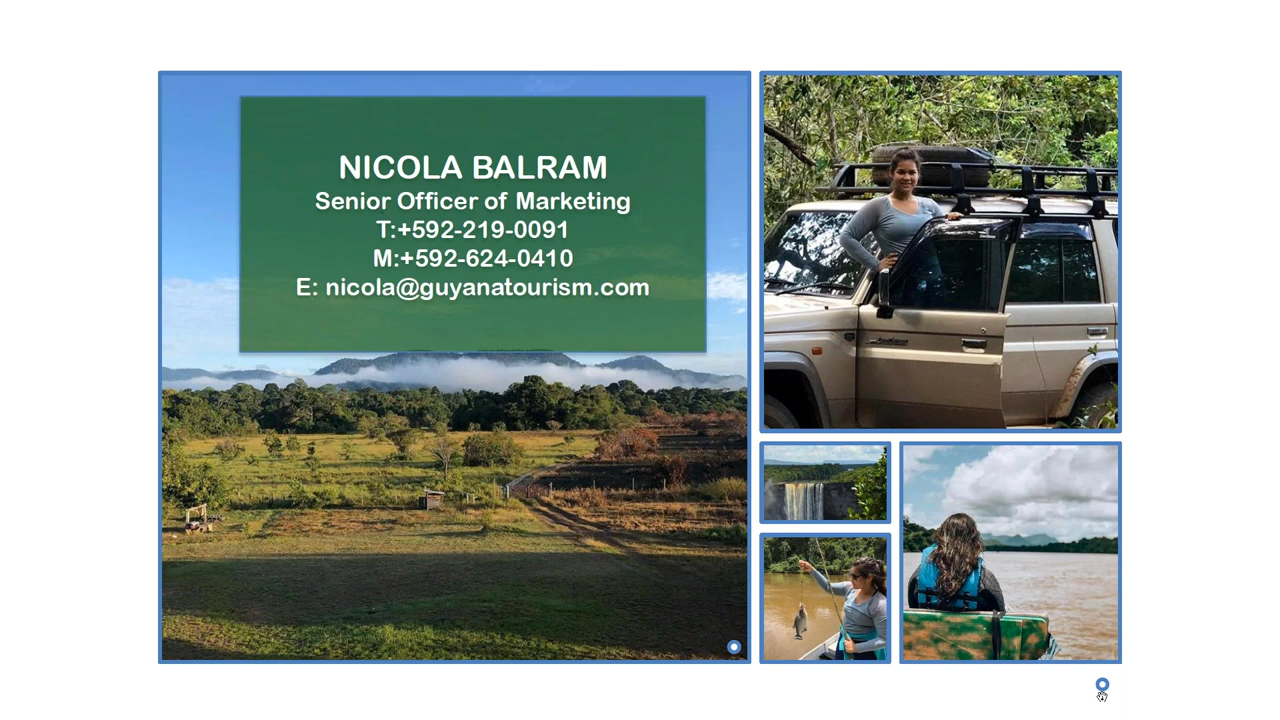 NICOLA BALRAM
Senior Officer of Marketing
T:+592-219-0091
M:+592-624-0410
E: nicola@guyanatourism.com